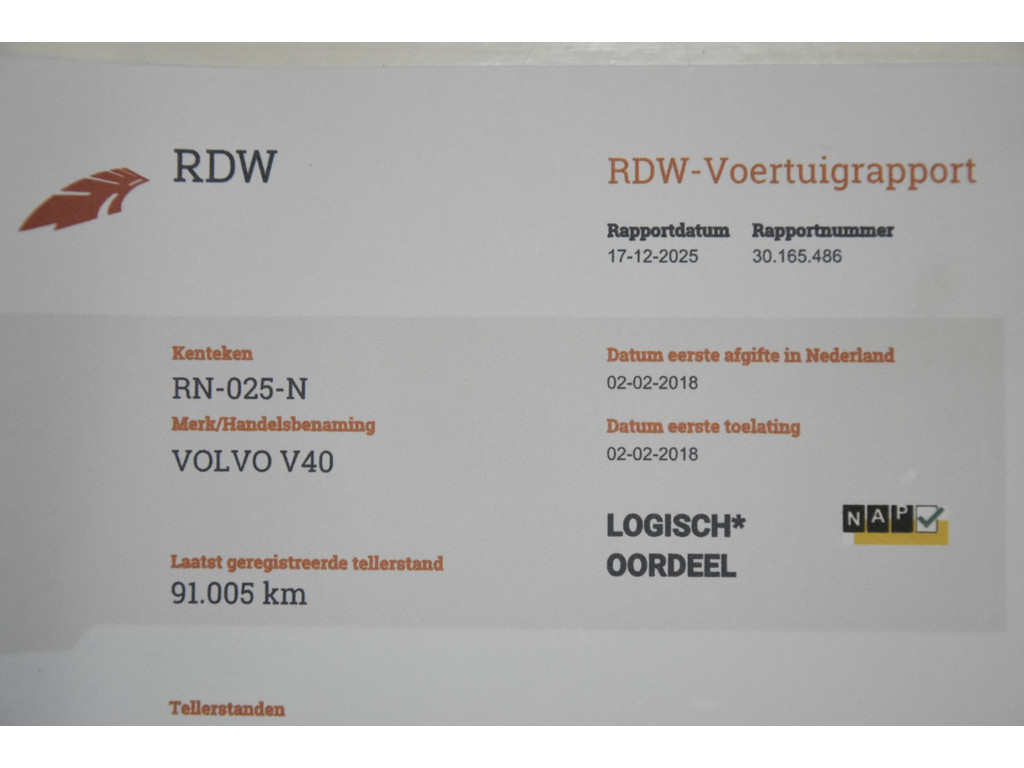 RDW
RDW-Voertuigrapport
Rapportdatum Rapportnummer
17-12-2025 30.165.486
Kenteken
RN-025-N
Merk/Handelsbenaming
VOLVO V40
Datum eerste afgifte in Nederland
02-02-2018
Datum eerste toelating
02-02-2018
Laatst geregistreerde tellerstand
91.005 km
LOGISCH*
OORDEEL
NAP
Tellerstanden